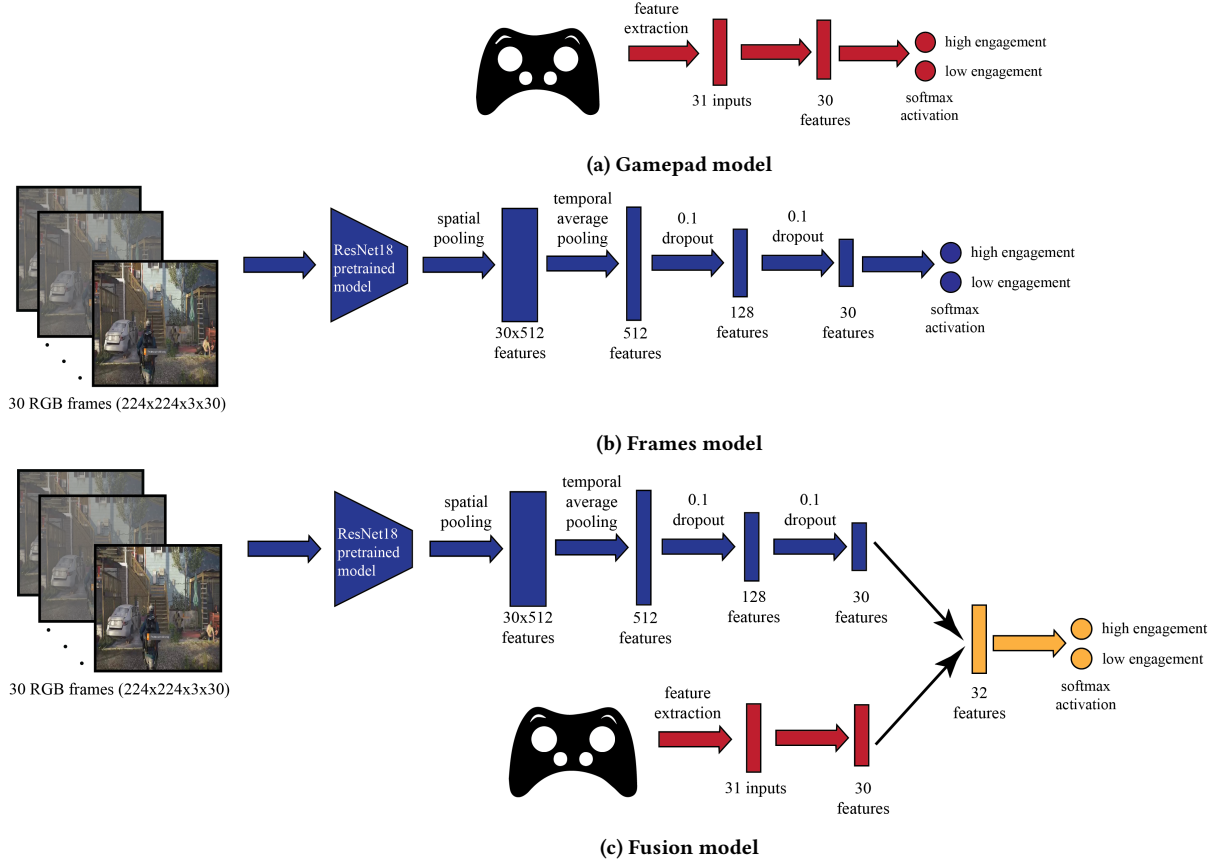 feature
extraction
31 inputs
30
features
high engagement
low engagement
softmax
activation
(a) Gamepad model
ResNet18
pretrained
model
spatial
pooling
30x512
features
temporal
average
pooling
512
features
0.1
dropout
128
features
0.1
dropout
30
features
high engagement
low engagement
softmax
activation
30 RGB frames (224x224x3x30)
(b) Frames model
ResNet18
pretrained
model
spatial
pooling
30x512
features
temporal
average
pooling
512
features
0.1
dropout
128
features
0.1
dropout
30
features
30 RGB frames (224x224x3x30)
feature
extraction
31 inputs
30
features
32
features
high engagement
low engagement
softmax
activation
(c) Fusion model